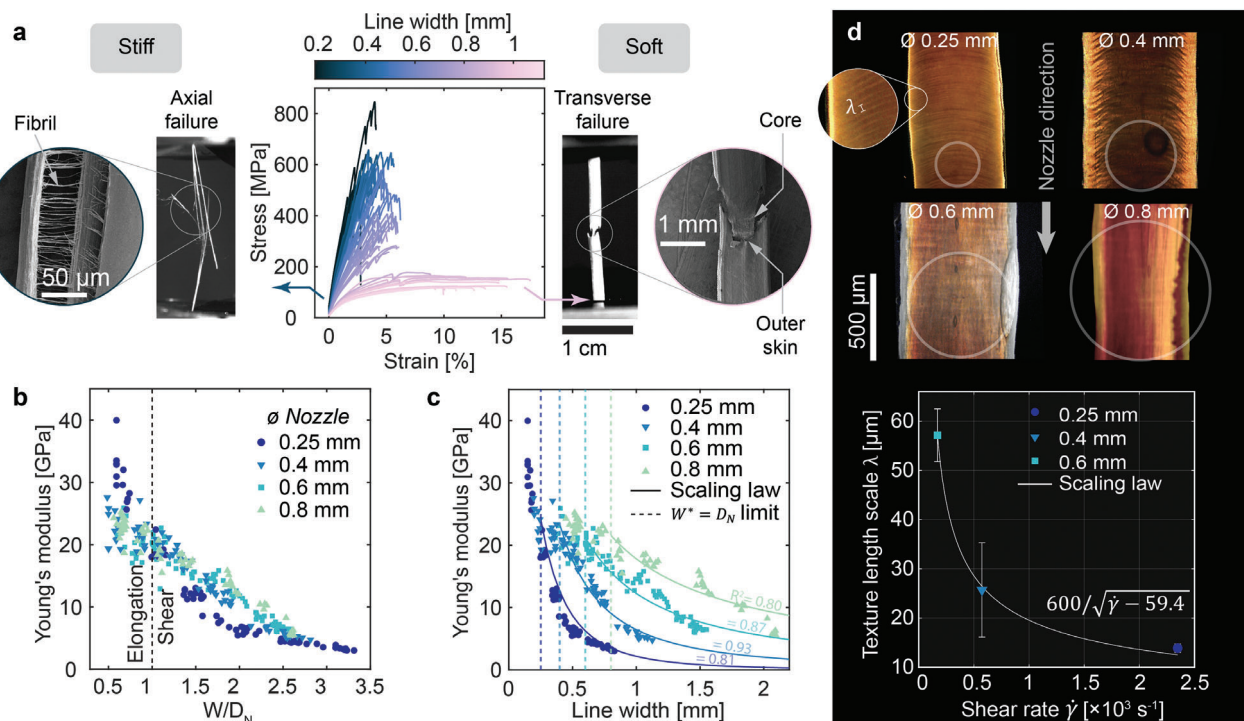 a
Stiff
Line width [mm]
0.2 0.4 0.6 0.8 1
Soft
Fibril
Axial
failure
50 µm
Stress [MPa]
800
600
400
200
0
0 5 10 15
Strain [%]
Transverse
failure
1 cm
Core
1 mm
Outer
skin
b
Young's modulus [GPa]
40
30
20
10
0
ø Nozzle
0.25 mm
0.4 mm
0.6 mm
0.8 mm
Elongation
Shear
0.5 1 1.5 2 2.5 3 3.5
W/D_N
c
Young's modulus [GPa]
40
30
20
10
0
0.25 mm
0.4 mm
0.6 mm
0.8 mm
Scaling law
W* = D_N limit
R²= 0.80
= 0.87
= 0.93
= 0.81
0 0.5 1 1.5 2
Line width [mm]
d
Ø 0.25 mm
Ø 0.4 mm
λ
Nozzle direction
Ø 0.6 mm
Ø 0.8 mm
500 µm
Texture length scale λ [µm]
60
50
40
30
20
10
0.25 mm
0.4 mm
0.6 mm
Scaling law
600/√γ̇ − 59.4
0 0.5 1 1.5 2.0 2.5
Shear rate γ̇ [×10³ s⁻¹]